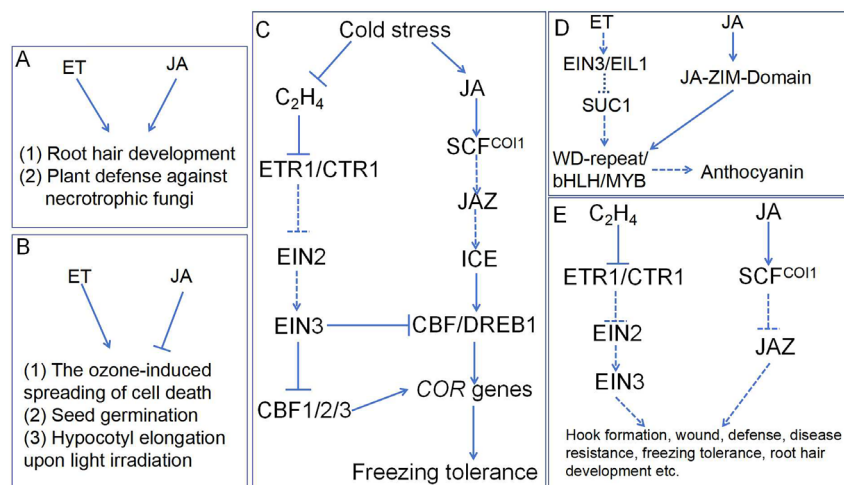 A
ET
JA
(1) Root hair development
(2) Plant defense against
necrotrophic fungi
B
ET
JA
(1) The ozone-induced
spreading of cell death
(2) Seed germination
(3) Hypocotyl elongation
upon light irradiation
C
Cold stress
C₂H₄
JA
SCF^COI1
ETR1/CTR1
JAZ
EIN2
ICE
EIN3
CBF/DREB1
CBF1/2/3
COR genes
Freezing tolerance
D
ET
JA
EIN3/EIL1
JA-ZIM-Domain
SUC1
WD-repeat/
bHLH/MYB
Anthocyanin
E
C₂H₄
JA
ETR1/CTR1
SCF^COI1
EIN2
JAZ
EIN3
Hook formation, wound, defense, disease
resistance, freezing tolerance, root hair
development etc.